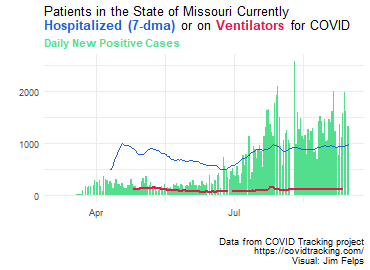 Patients in the State of Missouri Currently
Hospitalized (7-dma) or on Ventilators for COVID
Daily New Positive Cases
2000
1000
0
Apr
Jul
Data from COVID Tracking project
https://covidtracking.com/
Visual: Jim Felps